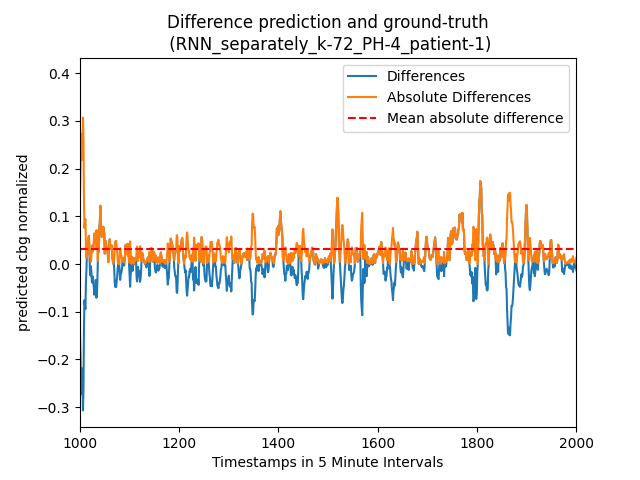 Difference prediction and ground-truth
(RNN_separately_k-72_PH-4_patient-1)
Differences
Absolute Differences
Mean absolute difference
predicted cbg normalized
0.4
0.3
0.2
0.1
0.0
−0.1
−0.2
−0.3
1000
1200
1400
1600
1800
2000
Timestamps in 5 Minute Intervals